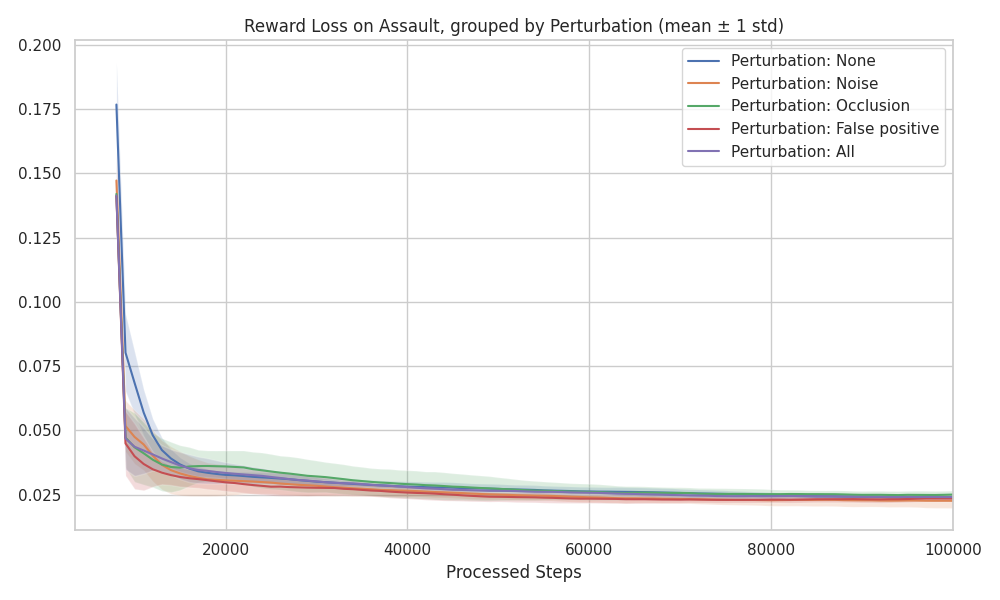 Reward Loss on Assault, grouped by Perturbation (mean ± 1 std)
0.200
0.175
0.150
0.125
0.100
0.075
0.050
0.025
Perturbation: None
Perturbation: Noise
Perturbation: Occlusion
Perturbation: False positive
Perturbation: All
20000
40000
60000
80000
100000
Processed Steps